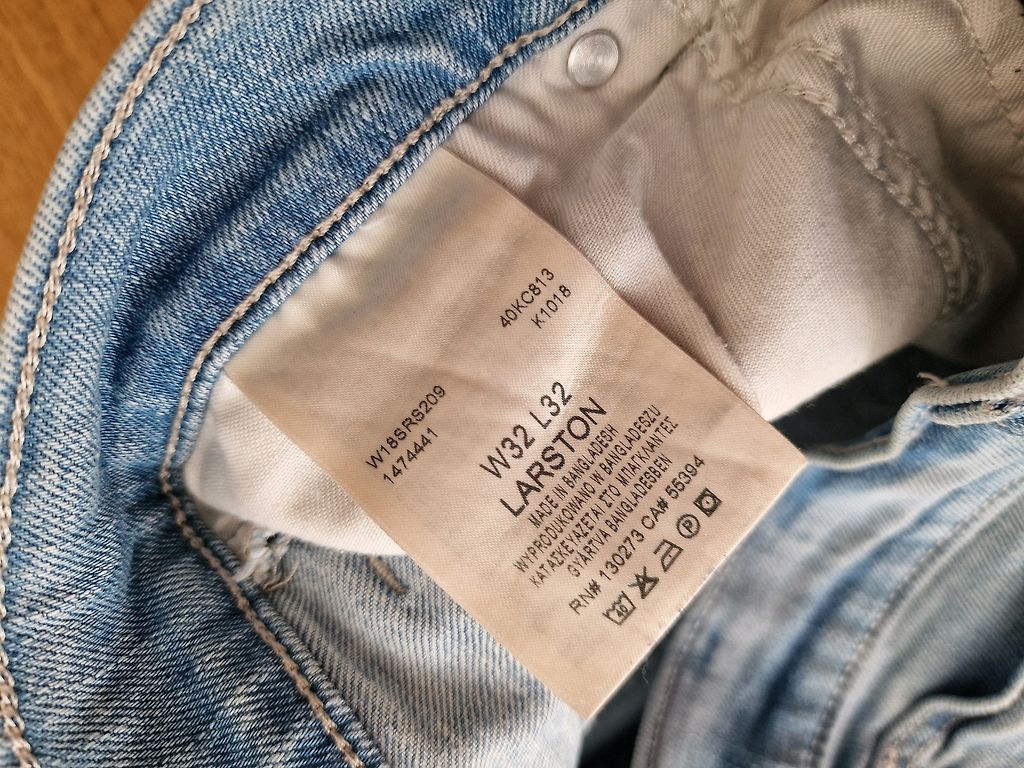 40KC813
K1018
W18SRS209
1474441
W32 L32
LARSTON
MADE IN BANGLADESH
WYPRODUKOWANO W BANGLADESZU
ΚΑΤΑΣΚΕΥΑΖΕΤΑΙ ΣΤΟ ΜΠΑΓΚΛΑΝΤΕΣ
GYÁRTVA BANGLADESBEN
RN# 130273 CA# 55394